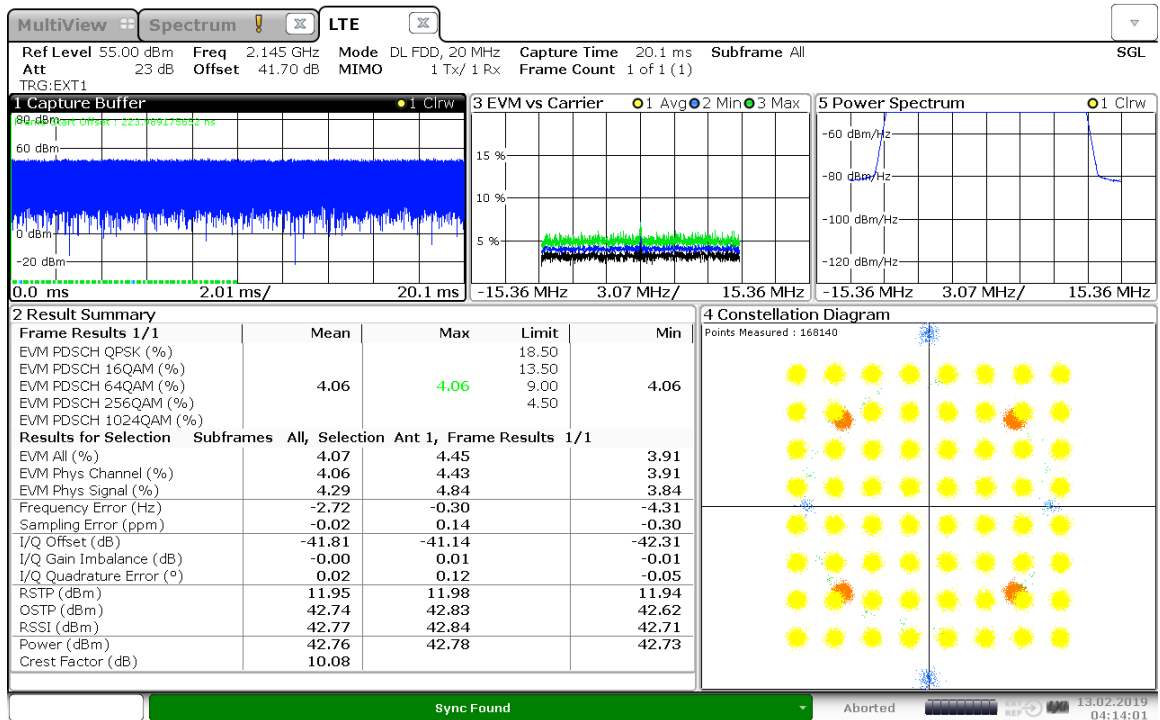 MultiView Spectrum ! X LTE X
Ref Level 55.00 dBm Freq 2.145 GHz Mode DL FDD, 20 MHz Capture Time 20.1 ms Subframe All SGL
Att 23 dB Offset 41.70 dB MIMO 1 Tx/ 1 Rx Frame Count 1 of 1 (1)
TRG:EXT1
1 Capture Buffer 1 Clrw
80 dBm
Frame Start Offset : 223.989175652 ns
60 dBm
0 dBm
-20 dBm
0.0 ms 2.01 ms/ 20.1 ms
3 EVM vs Carrier 1 Avg 2 Min 3 Max
15 %
10 %
5 %
-15.36 MHz 3.07 MHz/ 15.36 MHz
5 Power Spectrum 1 Clrw
-60 dBm/Hz
-80 dBm/Hz
-100 dBm/Hz
-120 dBm/Hz
-15.36 MHz 3.07 MHz/ 15.36 MHz
2 Result Summary
Frame Results 1/1 Mean Max Limit Min
EVM PDSCH QPSK (%) 18.50
EVM PDSCH 16QAM (%) 13.50
EVM PDSCH 64QAM (%) 4.06 4.06 9.00 4.06
EVM PDSCH 256QAM (%) 4.50
EVM PDSCH 1024QAM (%)
Results for Selection Subframes All, Selection Ant 1, Frame Results 1/1
EVM All (%) 4.07 4.45 3.91
EVM Phys Channel (%) 4.06 4.43 3.91
EVM Phys Signal (%) 4.29 4.84 3.84
Frequency Error (Hz) -2.72 -0.30 -4.31
Sampling Error (ppm) -0.02 0.14 -0.30
I/Q Offset (dB) -41.81 -41.14 -42.31
I/Q Gain Imbalance (dB) -0.00 0.01 -0.01
I/Q Quadrature Error (°) 0.02 0.12 -0.05
RSTP (dBm) 11.95 11.98 11.94
OSTP (dBm) 42.74 42.83 42.62
RSSI (dBm) 42.77 42.84 42.71
Power (dBm) 42.76 42.78 42.73
Crest Factor (dB) 10.08
4 Constellation Diagram
Points Measured : 168140
Sync Found
Aborted
EXT
REF
13.02.2019
04:14:01